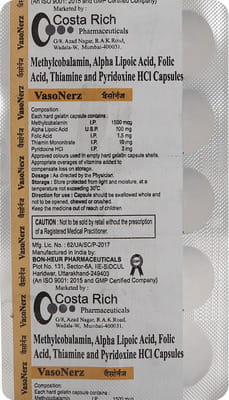 (An ISO 9001: 2015 and GMP Certified Company)
Marketed by :
Costa Rich
Pharmaceuticals
G/8, Azad Nagar, R.A.K. Road,
Wadala-W, Mumbai-400031.
Methylcobalamin, Alpha Lipoic Acid, Folic
Acid, Thiamine and Pyridoxine HCl Capsules
VasoNerz वैसोनर्ज
Composition:
Each hard gelatin capsule contains :
Methylcobalamin I.P. 1500 mcg
Alpha Lipoic Acid U.S.P. 100 mg
Folic Acid I.P. 1.5 mg
Thiamin Mononitrate I.P. 10 mg
Pyridoxine HCl I.P. 3 mg
Approved colours used in empty hard gelatin capsule shells.
Appropriate overages of vitamins added to
compensate loss on storage.
Dosage : As directed by the Physician.
Storage : Store protected from light and moisture, at a
temperature not exceeding 30°C.
Direction for use : Capsule should be swallowed whole and
not to be opened, chewed or crushed.
Keep the medicine out of reach of children
CAUTION : Not to be sold by retail without the prescription
of a Registered Medical Practitioner.
Mfg. Lic. No. : 62/UA/SC/P-2017
Manufactured in India by:
BON-HEUR PHARMACEUTICALS
Plot No. 131, Sector-6A, IIE-SIDCUL
Haridwar, Uttarakhand-249403
(An ISO 9001: 2015 and GMP Certified Company)
Marketed by :
Costa Rich
Pharmaceuticals
G/8, Azad Nagar, R.A.K. Road,
Wadala-W, Mumbai-400031.
Methylcobalamin, Alpha Lipoic Acid, Folic
Acid, Thiamine and Pyridoxine HCl Capsules
VasoNerz वैसोनर्ज
Composition:
Each hard gelatin capsule contains :
Methylcobalamin I.P. 1500 mcg